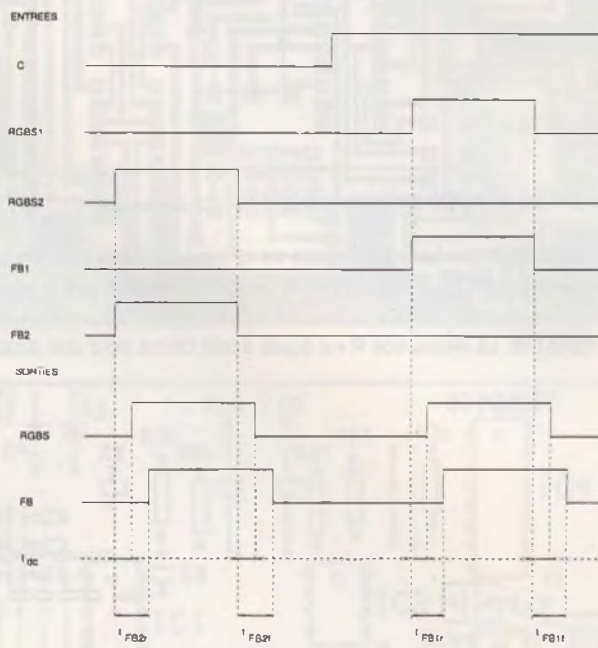 ENTREES
C
RGBS1
RGBS2
FB1
FB2
SORTIES
RGBS
FB
t dc
t FB2r t FB2f t FB1r t FB1f